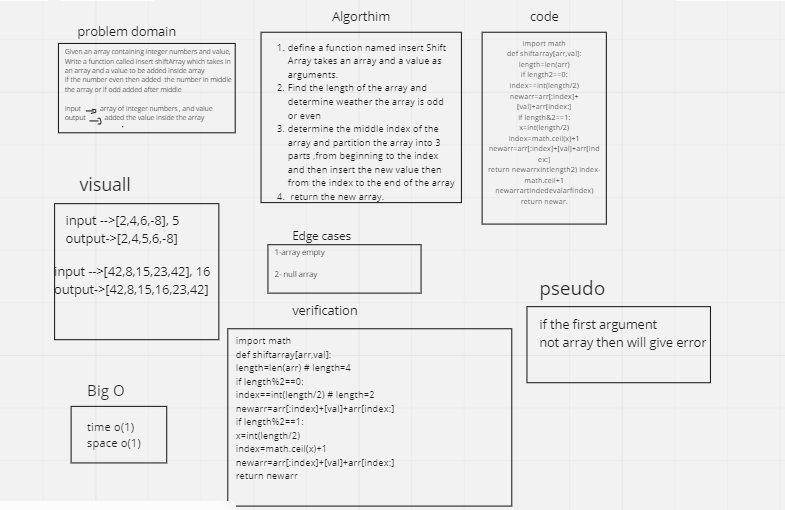 problem domain
Given an array containing integer numbers and value,
Write a function called insert shiftArray which takes in
an array and a value to be added inside array
if the number even then added the number in middle
the array or if odd added after middle
input array of integer numbers, and value
output added the value inside the array
Algorthim
1. define a function named insert Shift
Array takes an array and a value as
arguments.
2. Find the length of the array and
determine weather the array is odd
or even
3. determine the middle index of the
array and partition the array into 3
parts ,from beginning to the index
and then insert the new value then
from the index to the end of the array
4. return the new array.
code
import math
def shiftarray[arr,val]:
length=len(arr)
if length2==0:
index==int(length/2)
newarr=arr[:index]+
[val]+arr[index:]
if length&2==1:
x=int(length/2)
index=math.ceil(x)+1
newarr=arr[:index]+[val]+arr[ind
ex:]
return newarrxintlength2) index-
math.ceil+1
newarrartindedevalarfindex)
return newar.
visuall
input -->[2,4,6,-8], 5
output->[2,4,5,6,-8]
input -->[42,8,15,23,42], 16
output->[42,8,15,16,23,42]
Edge cases
1-array empty
2- null array
verification
import math
def shiftarray[arr,val]:
length=len(arr) # length=4
if length%2==0:
index==int(length/2) # length=2
newarr=arr[:index]+[val]+arr[index:]
if length%2==1:
x=int(length/2)
index=math.ceil(x)+1
newarr=arr[:index]+[val]+arr[index:]
return newarr
pseudo
if the first argument
not array then will give error
Big O
time o(1)
space o(1)